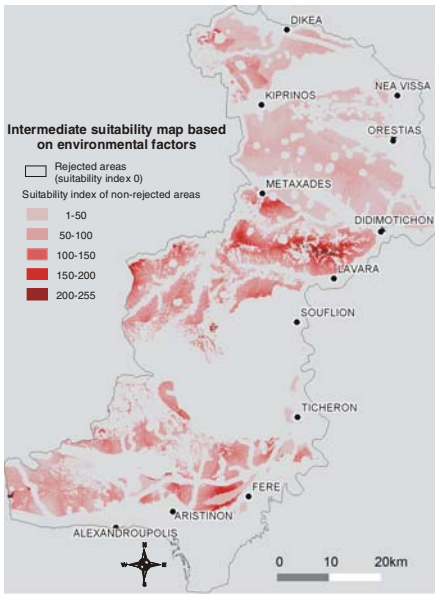 DIKEA
NEA VISSA
KIPRINOS
Intermediate suitability map based
on environmental factors
ORESTIAS
Rejected areas
(suitability index 0)
Suitability index of non-rejected areas
METAXADES
1-50
DIDIMOTICHON
50-100
100-150
150-200
LAVARA
200-255
SOUFLION
TICHERON
FERE
ARISTINON
ALEXANDROUPOLIS
N
W E
S
0 10 20km